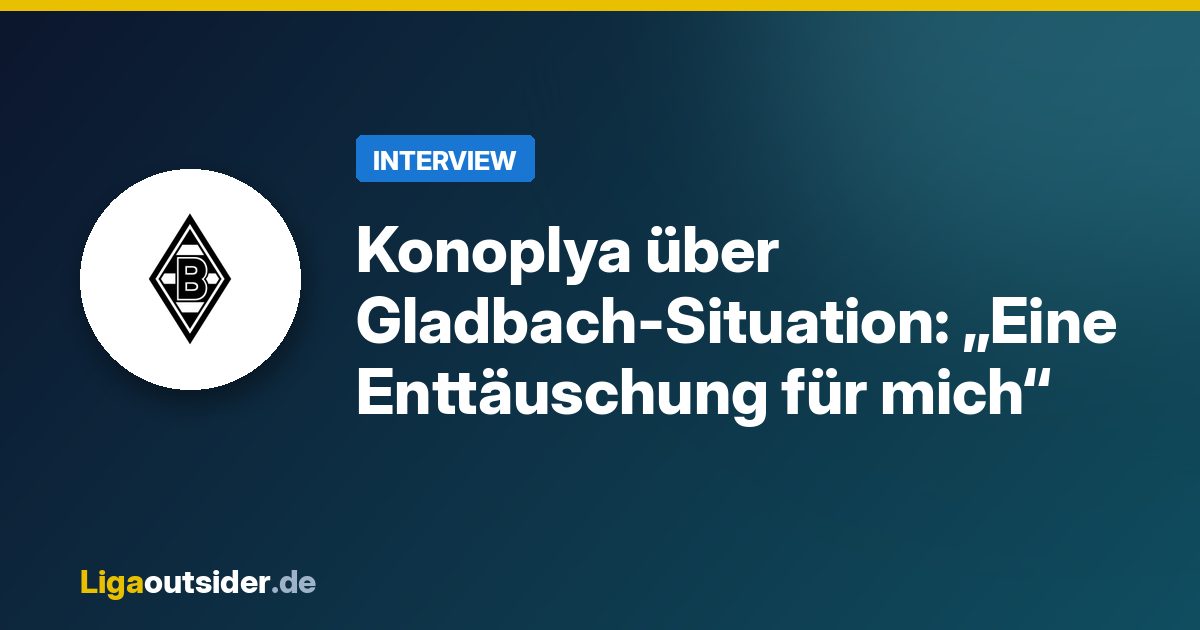 INTERVIEW
Konoplya über
Gladbach-Situation: „Eine
Enttäuschung für mich“
B
Ligaoutsider.de